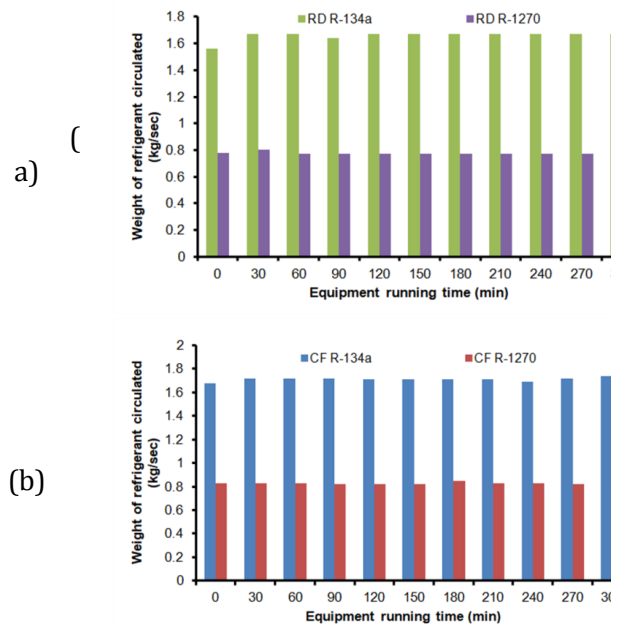 RD R-134a RD R-1270
1.8
1.6
1.4
1.2
1
0.8
0.6
0.4
0.2
0
Weight of refrigerant circulated
(kg/sec)
(
a)
0 30 60 90 120 150 180 210 240 270
Equipment running time (min)
CF R-134a CF R-1270
2
1.8
1.6
1.4
1.2
1
0.8
0.6
0.4
0.2
0
Weight of refrigerant circulated
(kg/sec)
(b)
0 30 60 90 120 150 180 210 240 270 30
Equipment running time (min)